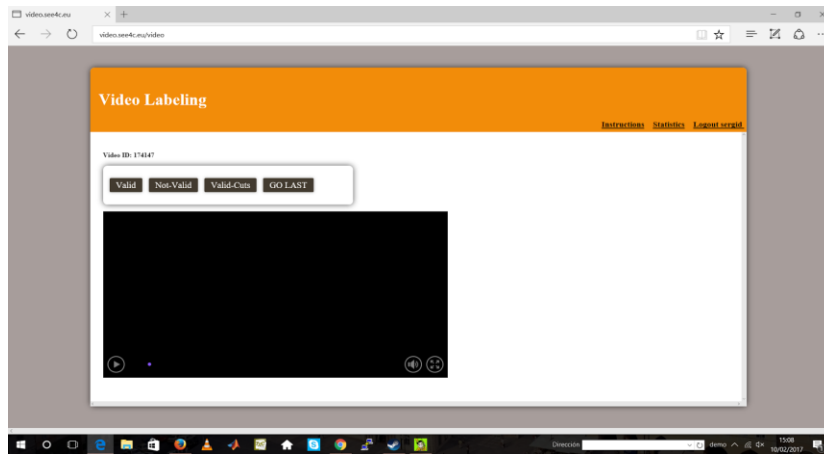 video.see4c.eu
video.see4c.eu/video
Video Labeling
Instructions Statistics Logout sergid
Video ID: 174147
Valid Not-Valid Valid-Cuts GO LAST
Dirección demo 15:08
10/02/2017